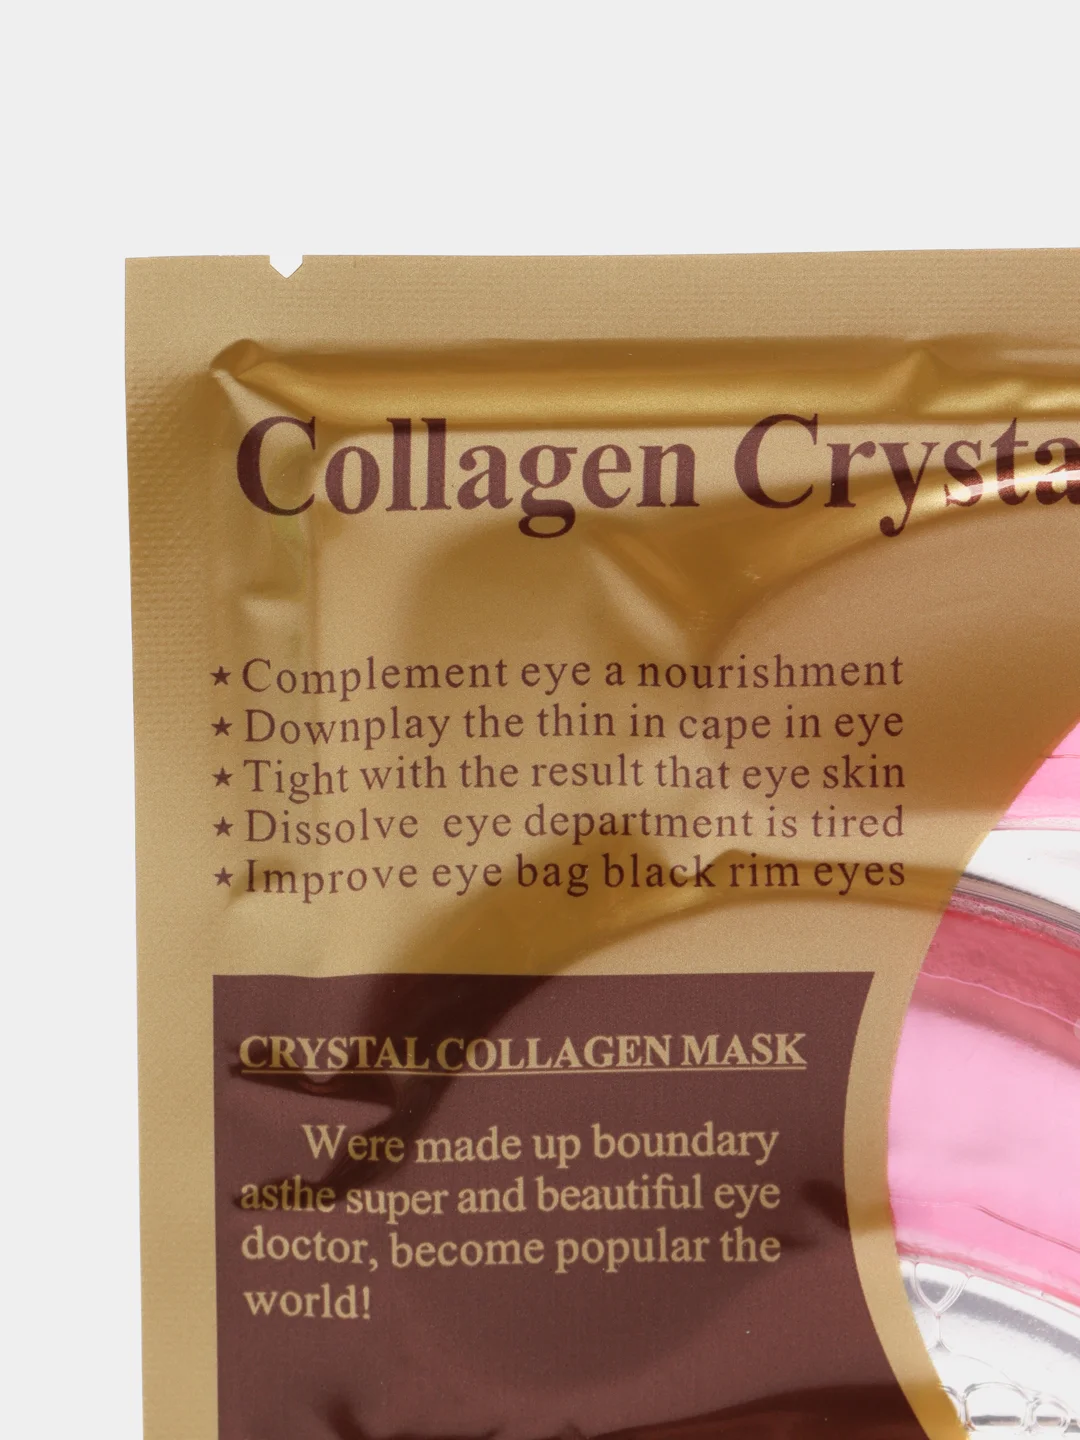 Collagen Crysta
★ Complement eye a nourishment
★ Downplay the thin in cape in eye
★ Tight with the result that eye skin
★ Dissolve eye department is tired
★ Improve eye bag black rim eyes
CRYSTAL COLLAGEN MASK
Were made up boundary
asthe super and beautiful eye
doctor, become popular the
world!